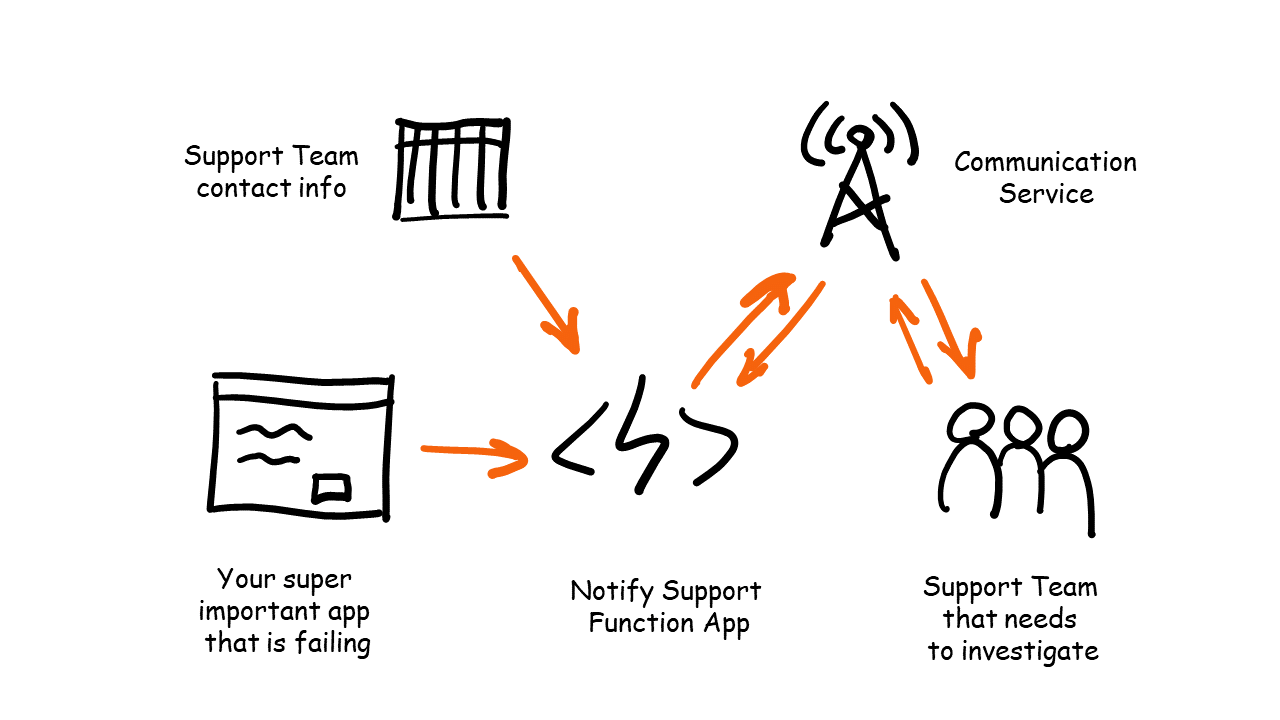 Support Team
contact info
Communication
Service
Your super
important app
that is failing
Notify Support
Function App
Support Team
that needs
to investigate